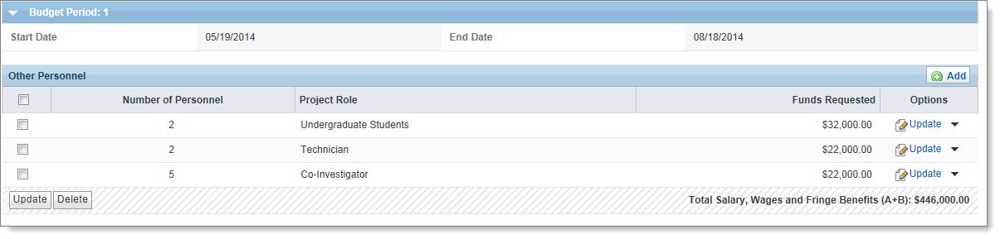 Budget Period: 1
Start Date 05/19/2014 End Date 08/18/2014
Other Personnel Add
Number of Personnel Project Role Funds Requested Options
2 Undergraduate Students $32,000.00 Update
2 Technician $22,000.00 Update
5 Co-Investigator $22,000.00 Update
Update Delete Total Salary, Wages and Fringe Benefits (A+B): $446,000.00